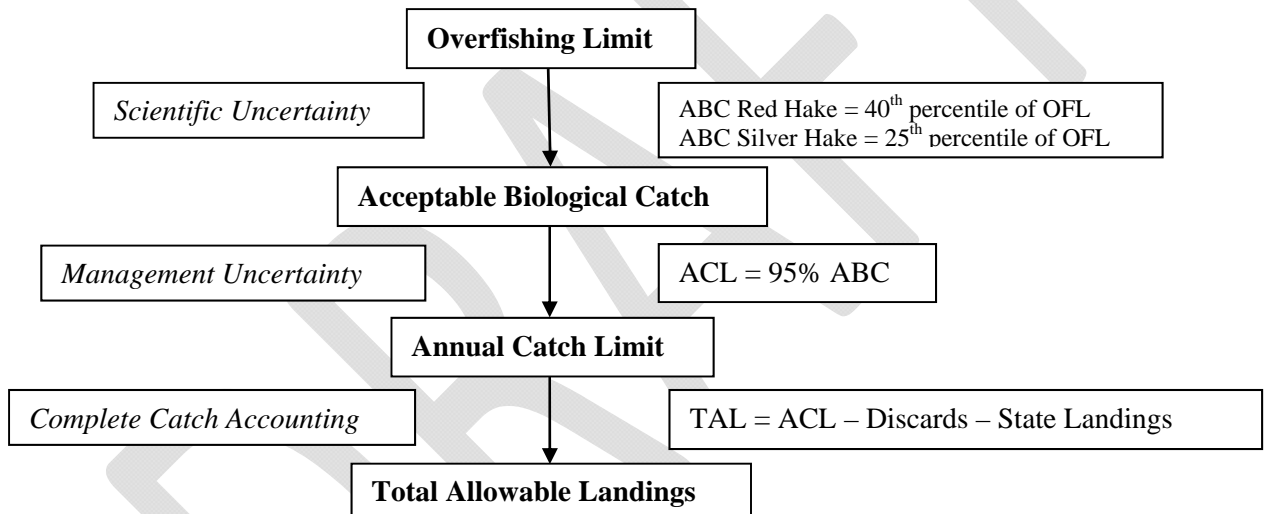 Overfishing Limit
Scientific Uncertainty
ABC Red Hake = 40th percentile of OFL
ABC Silver Hake = 25th percentile of OFL
Acceptable Biological Catch
Management Uncertainty
ACL = 95% ABC
Annual Catch Limit
Complete Catch Accounting
TAL = ACL – Discards – State Landings
Total Allowable Landings
DRAFT